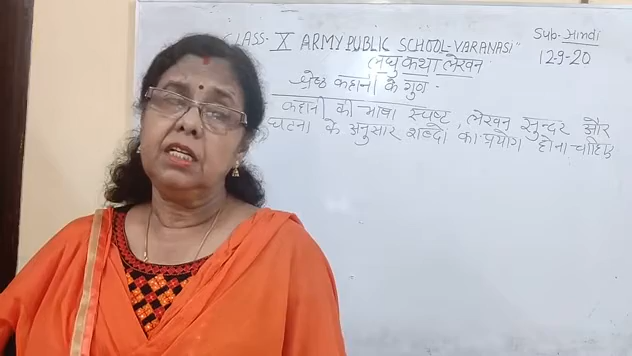 CLASS- X ARMY PUBLIC SCHOOL-VARANASI"
Sub- Hindi
12-9-20
लघु कथा लेखन
श्रेष्ठ कहानी के गुण -
कहानी की भाषा स्पष्ट, लेखन सुन्दर और
घटना के अनुसार शब्दो का प्रयोग होना चाहिए